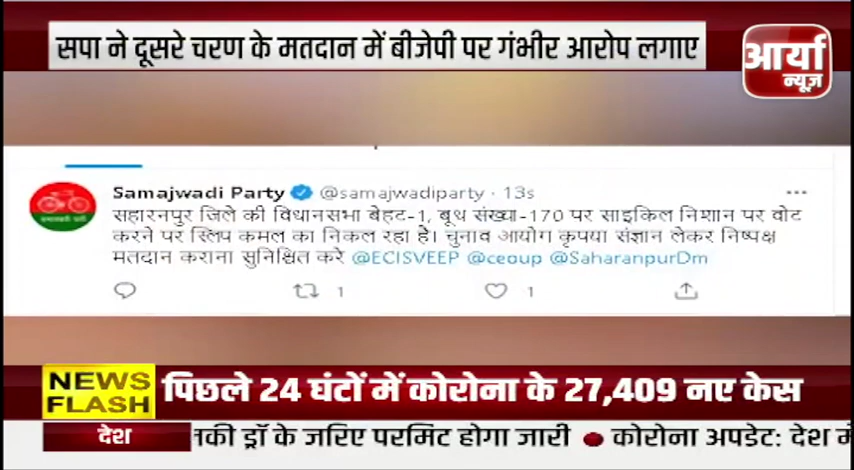 सपा ने दूसरे चरण के मतदान में बीजेपी पर गंभीर आरोप लगाए
आर्या
न्यूज़
Samajwadi Party @samajwadiparty · 13s
सहारनपुर जिले की विधानसभा बेहट-1, बूथ संख्या-170 पर साइकिल निशान पर वोट
करने पर स्लिप कमल का निकल रहा है। चुनाव आयोग कृपया संज्ञान लेकर निष्पक्ष
मतदान कराना सुनिश्चित करे @ECISVEEP @ceoup @SaharanpurDm
1 1
NEWS
FLASH
पिछले 24 घंटों में कोरोना के 27,409 नए केस
देश
की ड्रॉ के जरिए परमिट होगा जारी ● कोरोना अपडेट: देश में